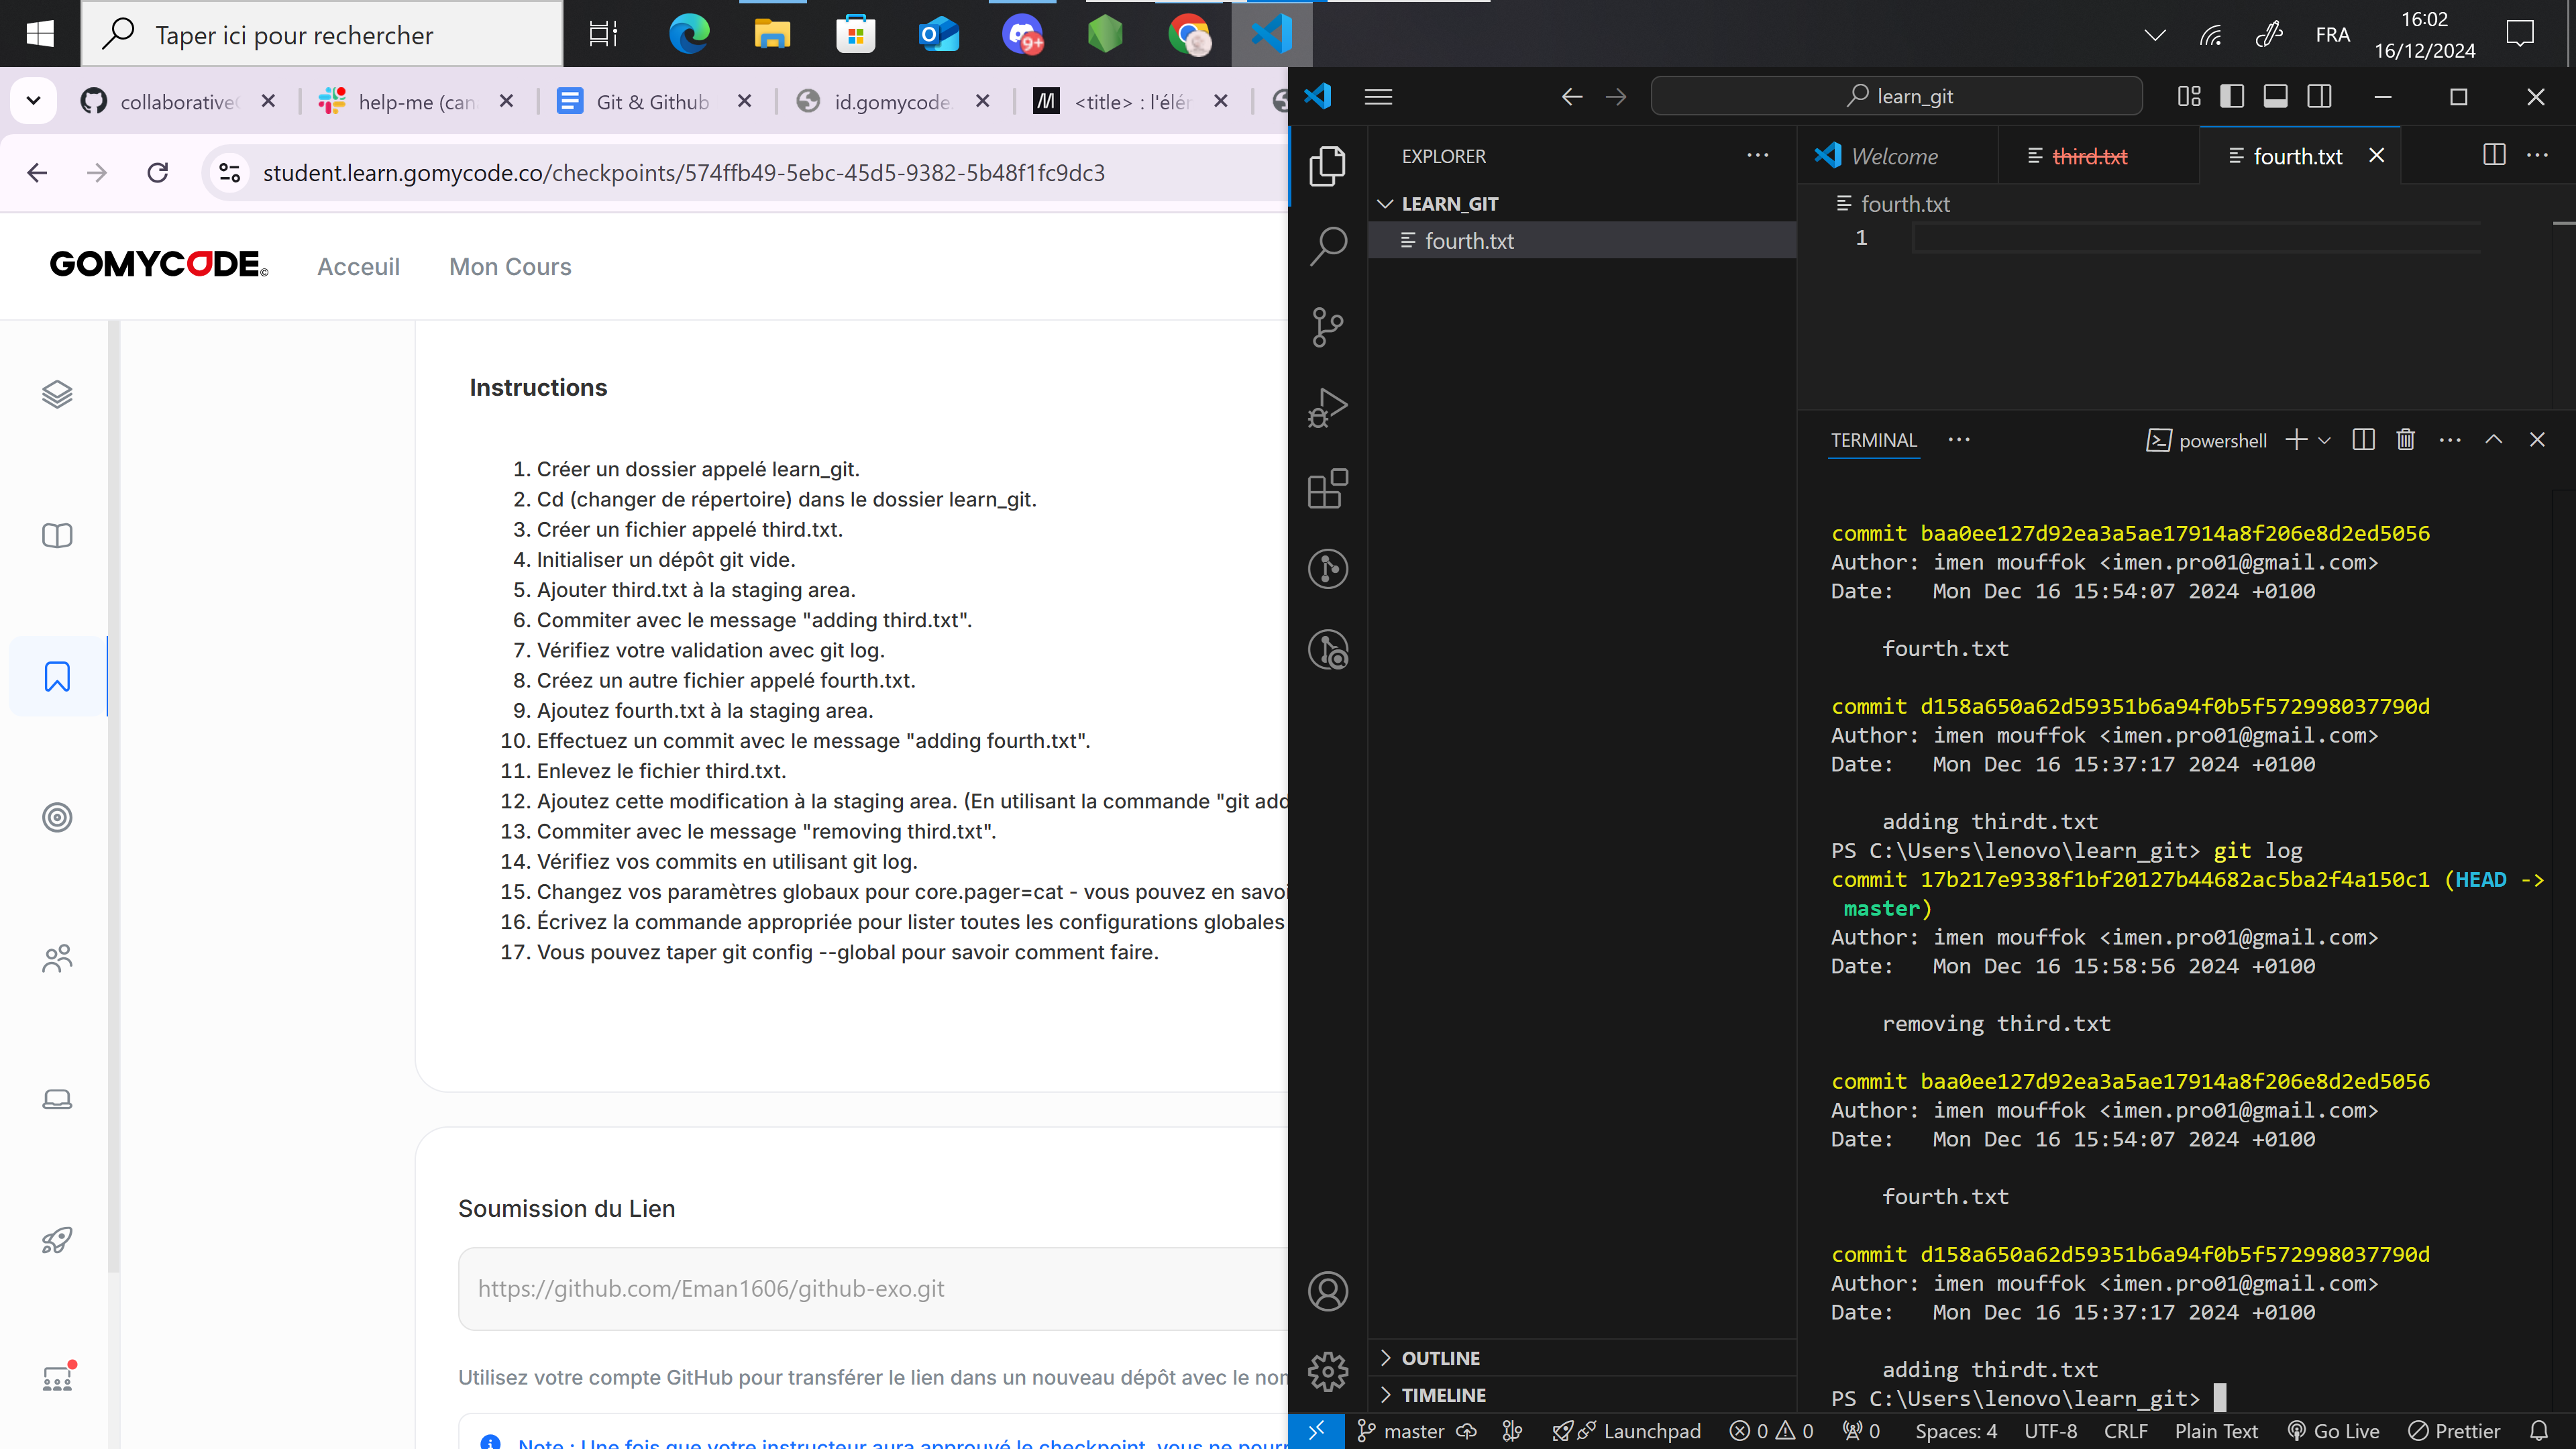 Taper ici pour rechercher
9+
FRA
16:02
16/12/2024
collaborative
help-me (can
Git & Github
id.gomycode.
<title> : l'élér
student.learn.gomycode.co/checkpoints/574ffb49-5ebc-45d5-9382-5b48f1fc9dc3
GOMYCODE
Acceuil
Mon Cours
Instructions
1. Créer un dossier appelé learn_git.
2. Cd (changer de répertoire) dans le dossier learn_git.
3. Créer un fichier appelé third.txt.
4. Initialiser un dépôt git vide.
5. Ajouter third.txt à la staging area.
6. Commiter avec le message "adding third.txt".
7. Vérifiez votre validation avec git log.
8. Créez un autre fichier appelé fourth.txt.
9. Ajoutez fourth.txt à la staging area.
10. Effectuez un commit avec le message "adding fourth.txt".
11. Enlevez le fichier third.txt.
12. Ajoutez cette modification à la staging area. (En utilisant la commande "git add
13. Commiter avec le message "removing third.txt".
14. Vérifiez vos commits en utilisant git log.
15. Changez vos paramètres globaux pour core.pager=cat - vous pouvez en savoi
16. Écrivez la commande appropriée pour lister toutes les configurations globales
17. Vous pouvez taper git config --global pour savoir comment faire.
Soumission du Lien
https://github.com/Eman1606/github-exo.git
Utilisez votre compte GitHub pour transférer le lien dans un nouveau dépôt avec le nom
Note : Une fois que votre instructeur aura approuvé le checkpoint, vous ne pourr
learn_git
EXPLORER
LEARN_GIT
fourth.txt
OUTLINE
TIMELINE
Welcome
third.txt
fourth.txt
fourth.txt
1
TERMINAL
powershell
commit baa0ee127d92ea3a5ae17914a8f206e8d2ed5056
Author: imen mouffok <imen.pro01@gmail.com>
Date:   Mon Dec 16 15:54:07 2024 +0100
fourth.txt
commit d158a650a62d59351b6a94f0b5f572998037790d
Author: imen mouffok <imen.pro01@gmail.com>
Date:   Mon Dec 16 15:37:17 2024 +0100
adding thirdt.txt
PS C:\Users\lenovo\learn_git> git log
commit 17b217e9338f1bf20127b44682ac5ba2f4a150c1 (HEAD ->
master)
Author: imen mouffok <imen.pro01@gmail.com>
Date:   Mon Dec 16 15:58:56 2024 +0100
removing third.txt
commit baa0ee127d92ea3a5ae17914a8f206e8d2ed5056
Author: imen mouffok <imen.pro01@gmail.com>
Date:   Mon Dec 16 15:54:07 2024 +0100
fourth.txt
commit d158a650a62d59351b6a94f0b5f572998037790d
Author: imen mouffok <imen.pro01@gmail.com>
Date:   Mon Dec 16 15:37:17 2024 +0100
adding thirdt.txt
PS C:\Users\lenovo\learn_git>
master
Launchpad
0
0
0
Spaces: 4
UTF-8
CRLF
Plain Text
Go Live
Prettier